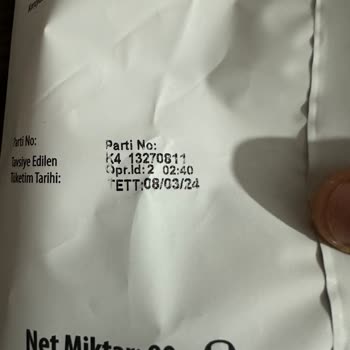 Parti No:
Tavsiye Edilen
Tüketim Tarihi:
Parti No:
K4 13270811
Opr.Id: 2 02:40
TETT:08/03/24
Net Miktar: